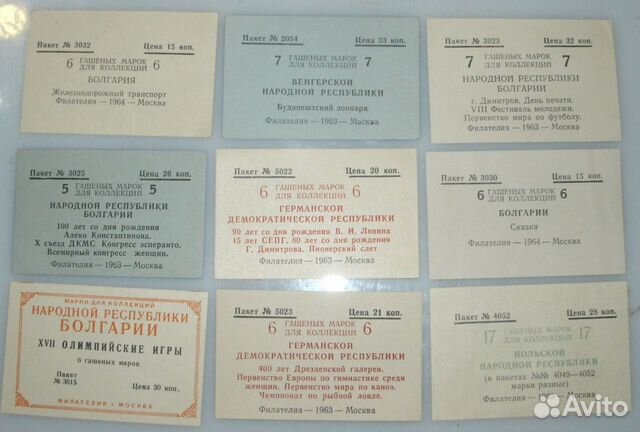 Пакет № 3032 Цена 15 коп.
6 ГАШЕНЫХ МАРОК ДЛЯ КОЛЛЕКЦИЙ 6
БОЛГАРИЯ
Железнодорожный транспорт
Филателия — 1964 — Москва
Пакет № 2054 Цена 33 коп.
7 ГАШЕНЫХ МАРОК ДЛЯ КОЛЛЕКЦИЙ 7
ВЕНГЕРСКОЙ
НАРОДНОЙ РЕСПУБЛИКИ
Будапештский зоопарк
Филателия — 1963 — Москва
Пакет № 3023 Цена 32 коп.
7 ГАШЕНЫХ МАРОК ДЛЯ КОЛЛЕКЦИЙ 7
НАРОДНОЙ РЕСПУБЛИКИ
БОЛГАРИИ
г. Димитров. День печати.
VIII Фестиваль молодежи.
Первенство мира по футболу.
Филателия — 1963 — Москва
Пакет № 3025 Цена 26 коп.
5 ГАШЕНЫХ МАРОК ДЛЯ КОЛЛЕКЦИЙ 5
НАРОДНОЙ РЕСПУБЛИКИ
БОЛГАРИИ
100 лет со дня рождения
Алеко Константинова.
X съезд ДКМС. Конгресс эсперанто.
Всемирный конгресс женщин.
Филателия — 1963 — Москва
Пакет № 5022 Цена 20 коп.
6 ГАШЕНЫХ МАРОК ДЛЯ КОЛЛЕКЦИЙ 6
ГЕРМАНСКОЙ
ДЕМОКРАТИЧЕСКОЙ РЕСПУБЛИКИ
90 лет со дня рождения В. И. Ленина
15 лет СЕПГ. 80 лет со дня рождения
Г. Димитрова. Пионерский слет
Филателия — 1963 — Москва
Пакет № 3030 Цена 15 коп.
6 ГАШЕНЫХ МАРОК ДЛЯ КОЛЛЕКЦИЙ 6
БОЛГАРИИ
Сказки
Филателия — 1964 — Москва
МАРКИ ДЛЯ КОЛЛЕКЦИЙ
НАРОДНОЙ РЕСПУБЛИКИ
БОЛГАРИИ
XVII ОЛИМПИЙСКИЕ ИГРЫ
6 гашеных марок
Пакет
№ 3015 Цена 30 коп.
ФИЛАТЕЛИЯ - МОСКВА
Пакет № 5023 Цена 21 коп.
6 ГАШЕНЫХ МАРОК ДЛЯ КОЛЛЕКЦИЙ 6
ГЕРМАНСКОЙ
ДЕМОКРАТИЧЕСКОЙ РЕСПУБЛИКИ
400 лет Дрезденской галерее.
Первенство Европы по гимнастике среди
женщин. Первенство мира по каноэ.
Чемпионат по рыбной ловле.
Филателия — 1963 — Москва
Пакет № 4052 Цена 28 коп.
17 ГАШЕНЫХ МАРОК ДЛЯ КОЛЛЕКЦИЙ 17
ПОЛЬСКОЙ
НАРОДНОЙ РЕСПУБЛИКИ
(в пакетах №№ 4049—4052
марки разные)
Филателия — 1963 — Москва
Avito